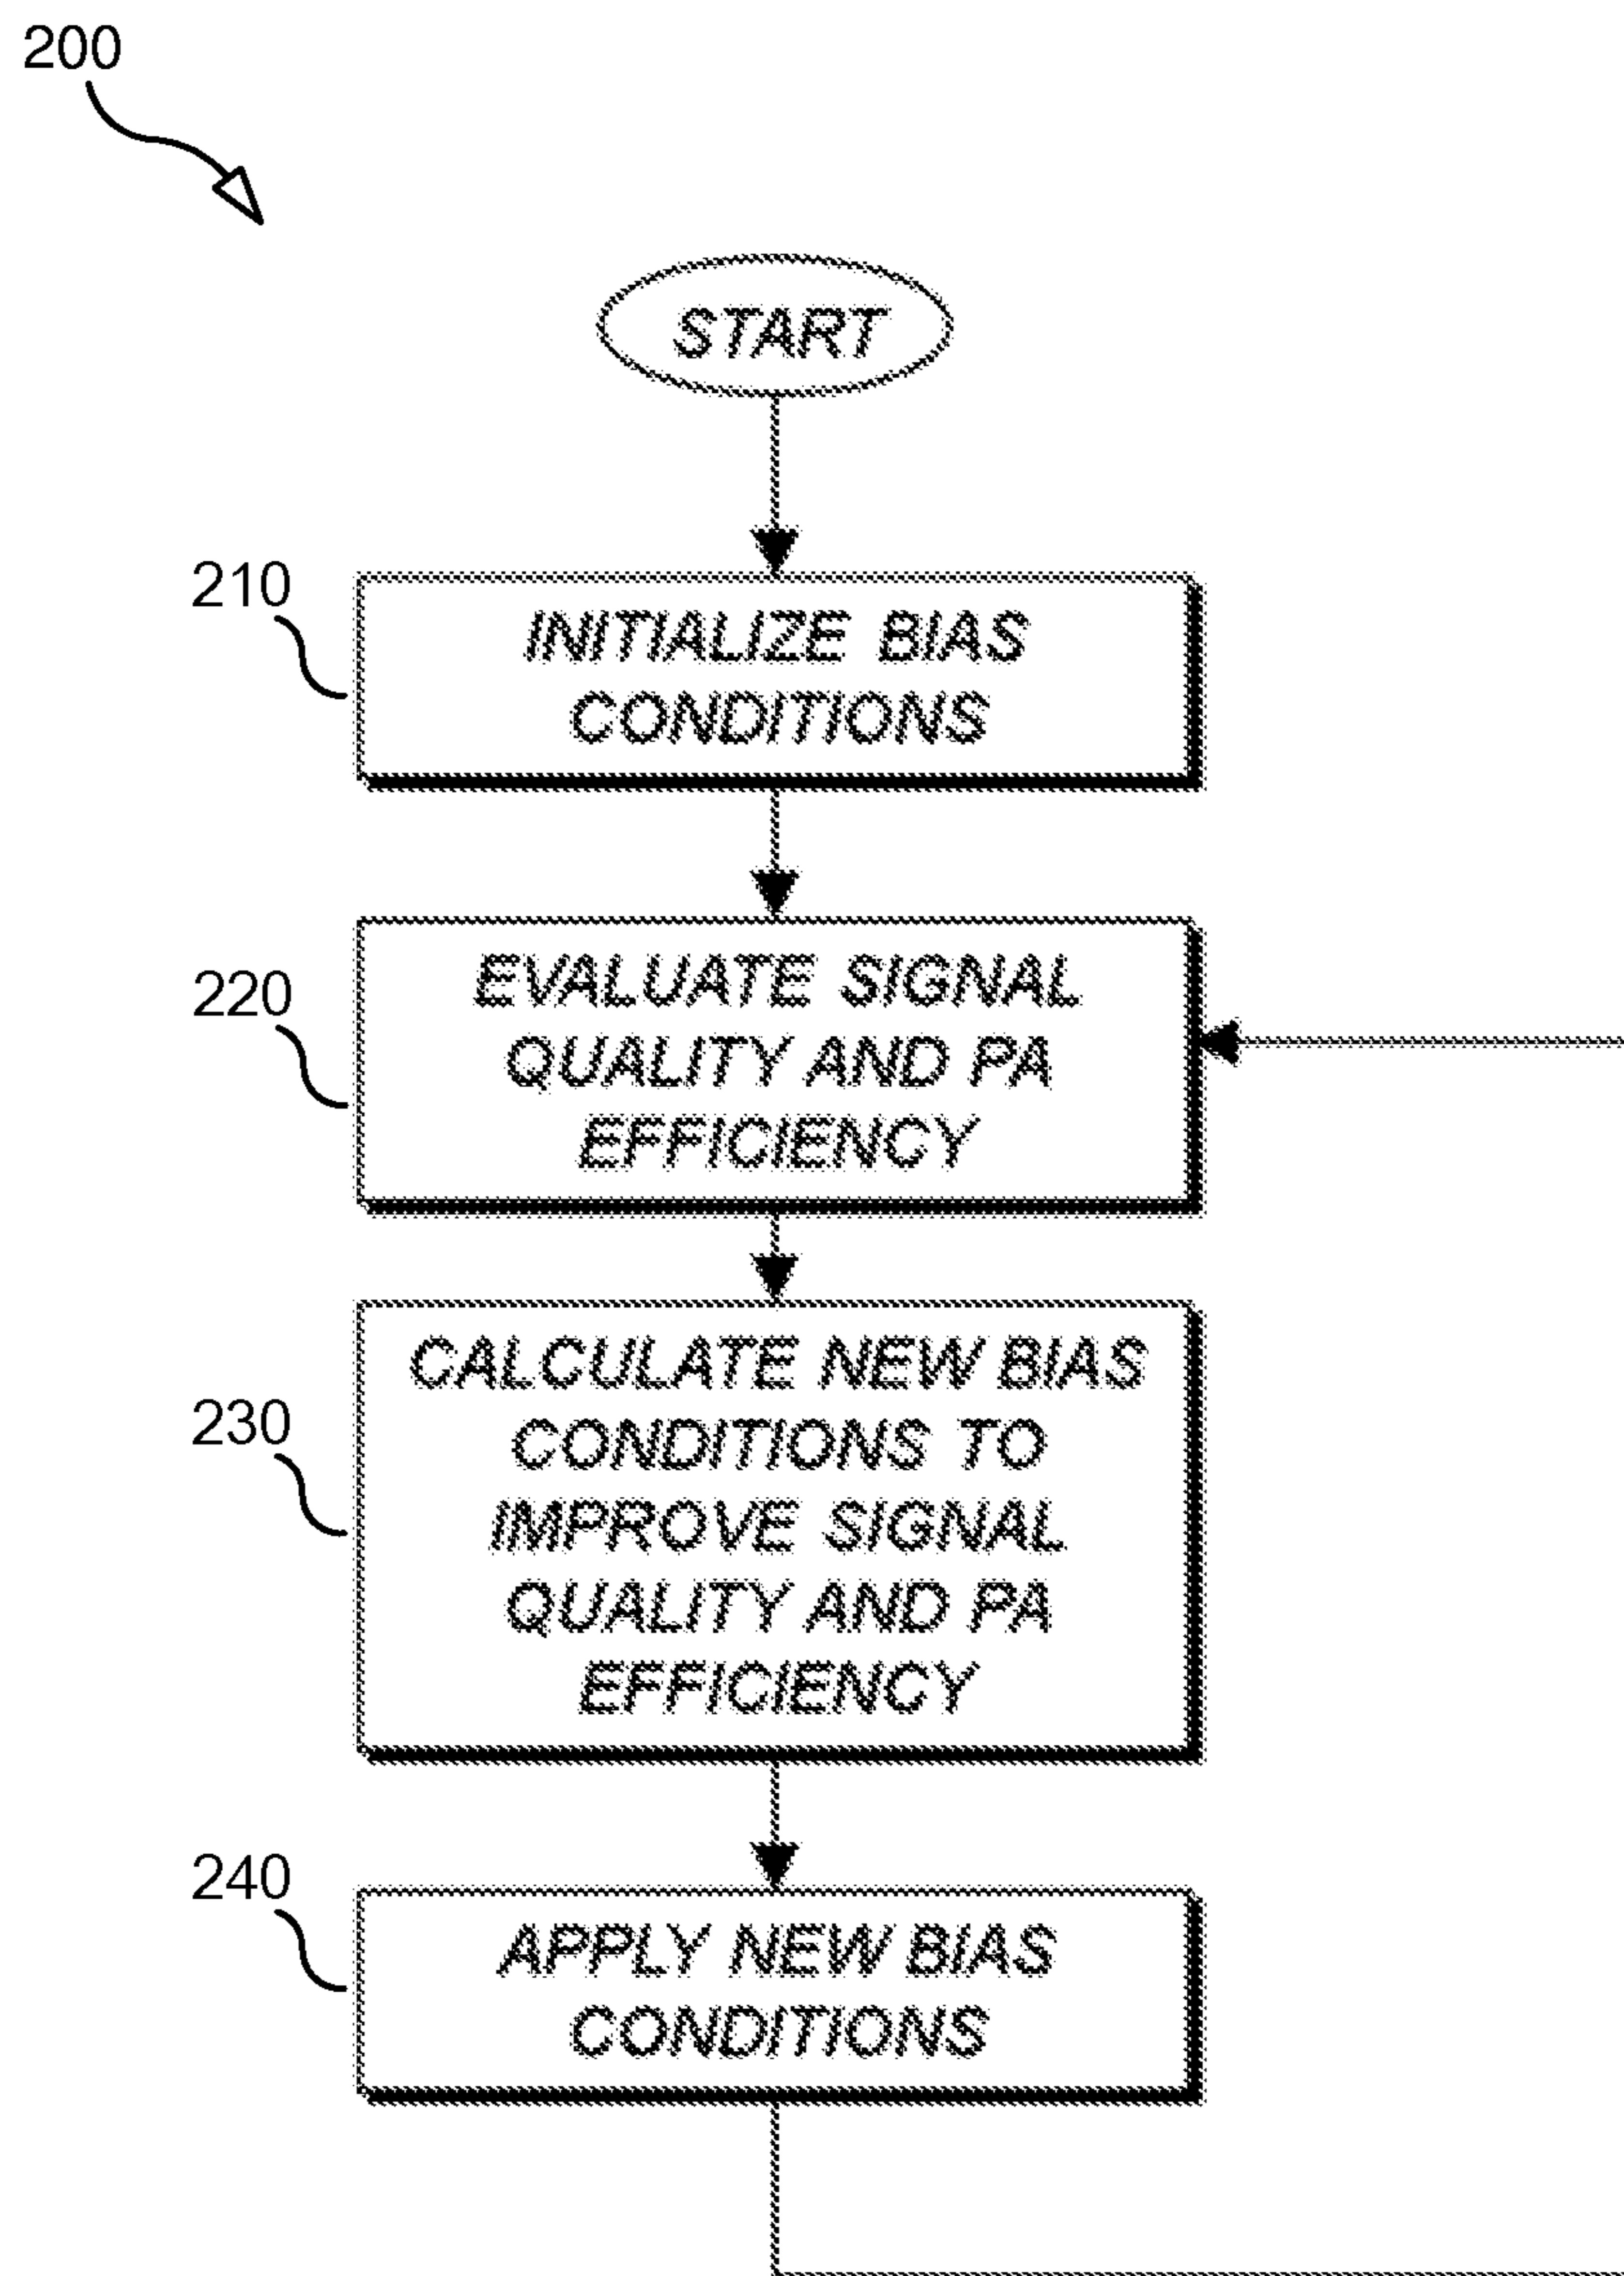 200
START
210
INITIALIZE BIAS
CONDITIONS
220
EVALUATE SIGNAL
QUALITY AND PA
EFFICIENCY
230
CALCULATE NEW BIAS
CONDITIONS TO
IMPROVE SIGNAL
QUALITY AND PA
EFFICIENCY
240
APPLY NEW BIAS
CONDITIONS